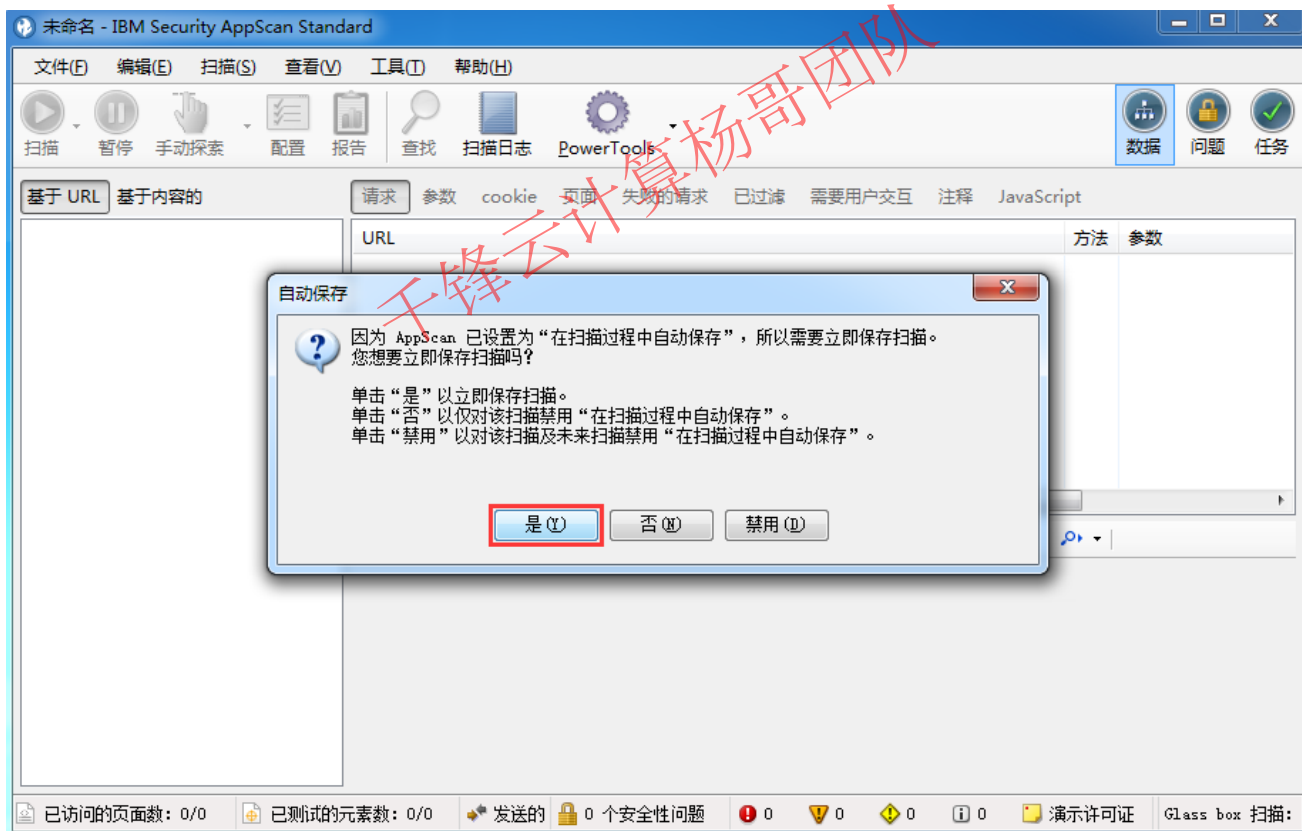 未命名 - IBM Security AppScan Standard
文件(F) 编辑(E) 扫描(S) 查看(V) 工具(T) 帮助(H)
扫描 暂停 手动探索 配置 报告 查找 扫描日志 PowerTools 数据 问题 任务
基于 URL 基于内容的 请求 参数 cookie 页面 失败的请求 已过滤 需要用户交互 注释 JavaScript
URL 方法 参数
千锋云计算杨哥团队
自动保存
因为 AppScan 已设置为“在扫描过程中自动保存”，所以需要立即保存扫描。
您想要立即保存扫描吗？
单击“是”以立即保存扫描。
单击“否”以仅对该扫描禁用“在扫描过程中自动保存”。
单击“禁用”以对该扫描及未来扫描禁用“在扫描过程中自动保存”。
是(Y) 否(N) 禁用(D)
已访问的页面数: 0/0 已测试的元素数: 0/0 发送的 0 个安全性问题 0 0 0 0 演示许可证 Glass box 扫描: